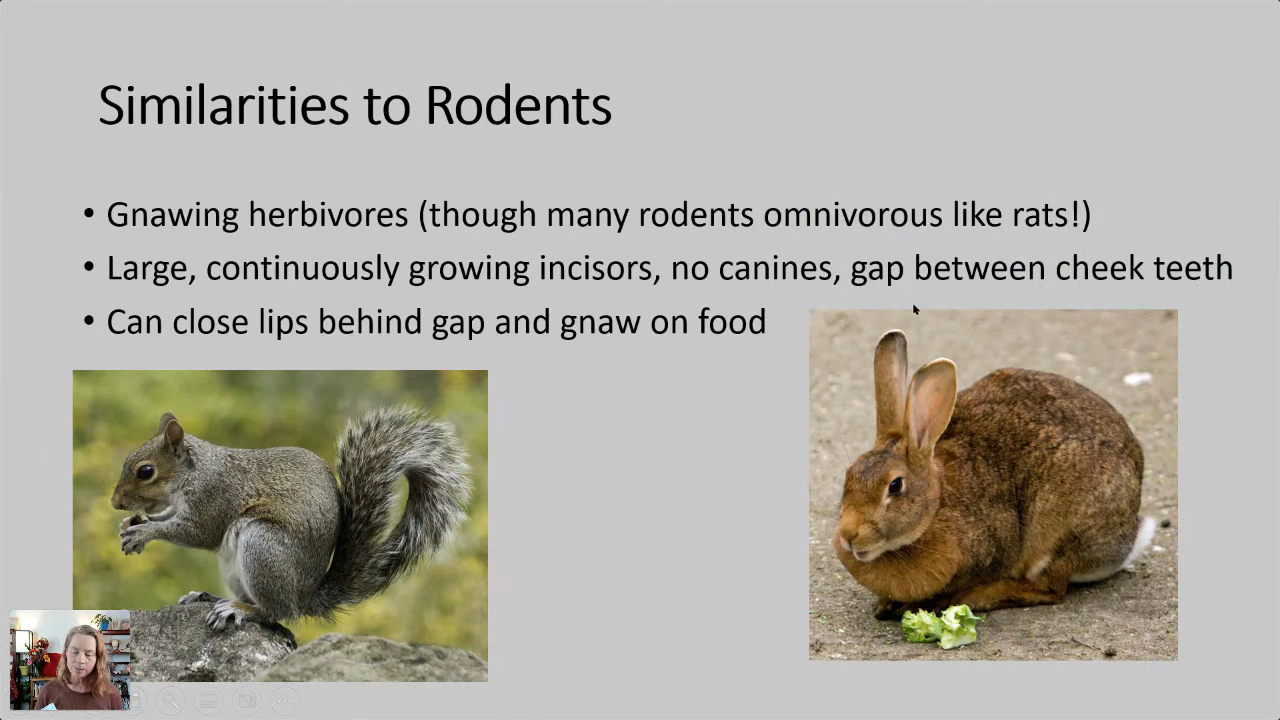 Similarities to Rodents
• Gnawing herbivores (though many rodents omnivorous like rats!)
• Large, continuously growing incisors, no canines, gap between cheek teeth
• Can close lips behind gap and gnaw on food